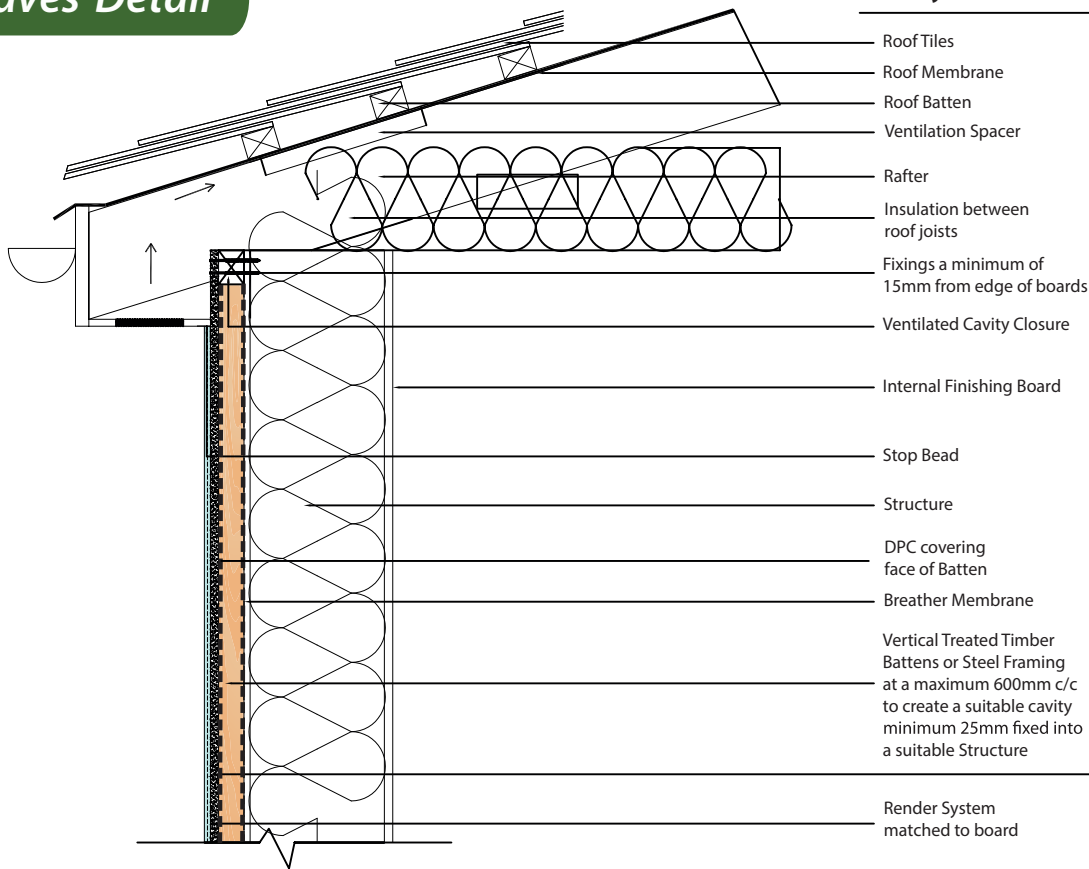 Detail
Roof Tiles
Roof Membrane
Roof Batten
Ventilation Spacer
Rafter
Insulation between
roof joists
Fixings a minimum of
15mm from edge of boards
Ventilated Cavity Closure
Internal Finishing Board
Stop Bead
Structure
DPC covering
face of Batten
Breather Membrane
Vertical Treated Timber
Battens or Steel Framing
at a maximum 600mm c/c
to create a suitable cavity
minimum 25mm fixed into
a suitable Structure
Render System
matched to board